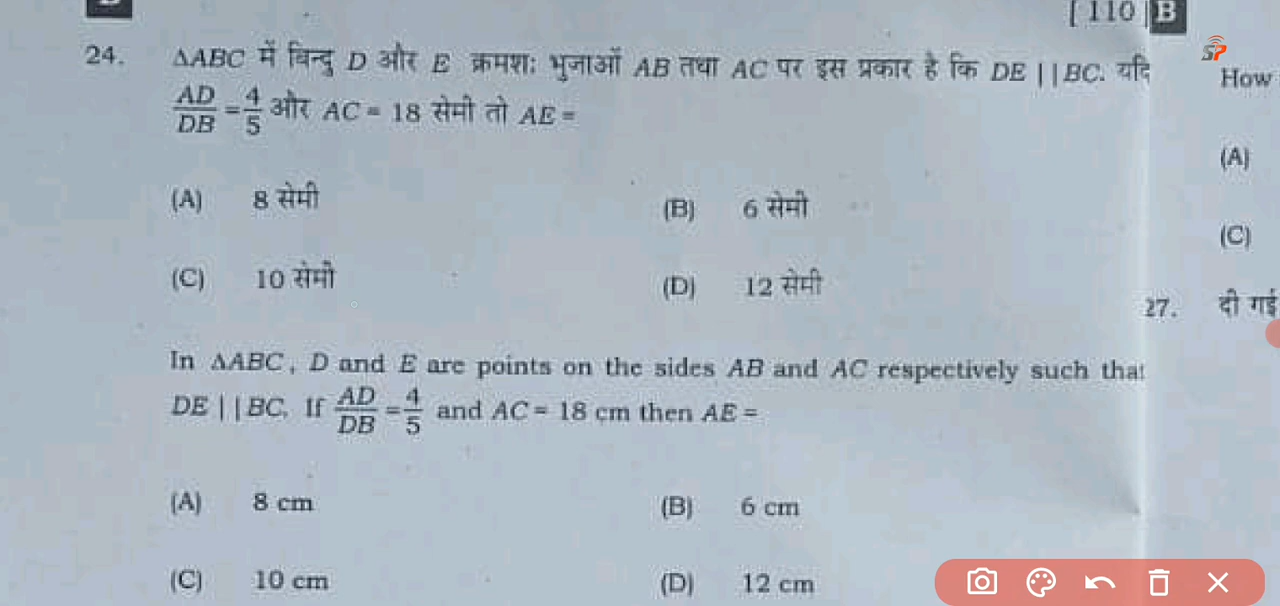 [ 110 ] B
24. ΔABC में बिन्दु D और E क्रमशः भुजाओं AB तथा AC पर इस प्रकार है कि DE || BC. यदि
AD/DB = 4/5 और AC = 18 सेमी तो AE =
(A) 8 सेमी (B) 6 सेमी
(C) 10 सेमी (D) 12 सेमी
In ΔABC, D and E are points on the sides AB and AC respectively such that
DE || BC. If AD/DB = 4/5 and AC = 18 cm then AE =
(A) 8 cm (B) 6 cm
(C) 10 cm (D) 12 cm
SP
How
(A)
(C)
27. दी गई